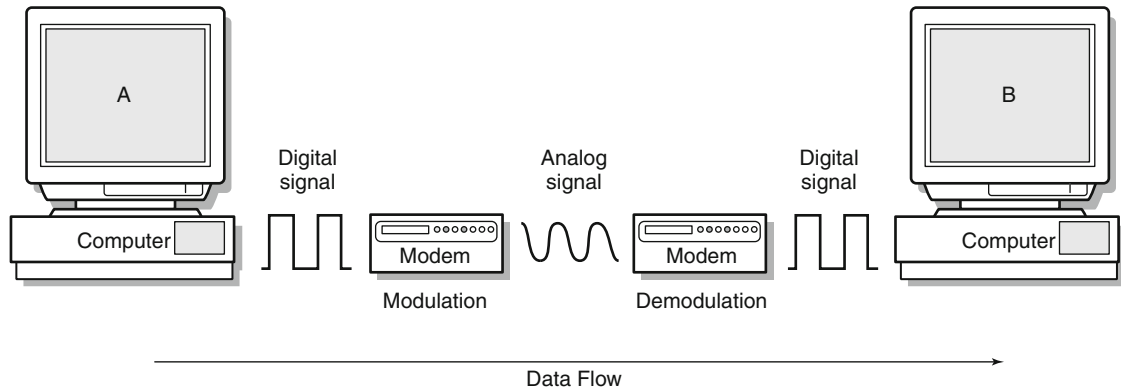 A
B
Digital
signal
Analog
signal
Digital
signal
Computer
Modem
Modem
Computer
Modulation
Demodulation
Data Flow